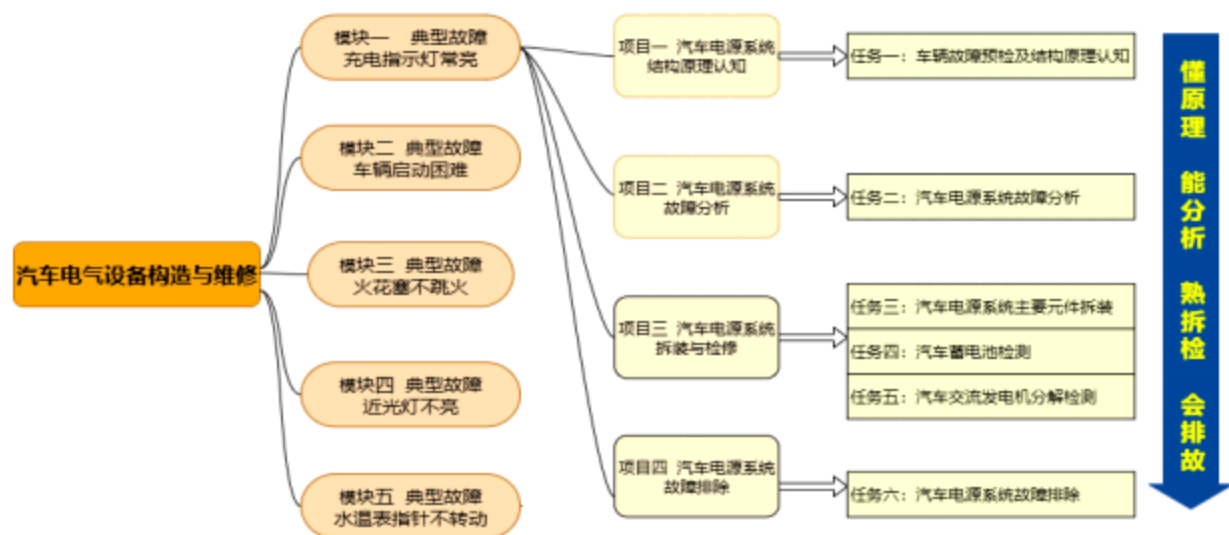 汽车电气设备构造与维修
模块一 典型故障
充电指示灯常亮
模块二 典型故障
车辆启动困难
模块三 典型故障
火花塞不跳火
模块四 典型故障
近光灯不亮
模块五 典型故障
水温表指针不转动
项目一 汽车电源系统
结构原理认知
项目二 汽车电源系统
故障分析
项目三 汽车电源系统
拆装与检修
项目四 汽车电源系统
故障排除
任务一：车辆故障预检及结构原理认知
任务二：汽车电源系统故障分析
任务三：汽车电源系统主要元件拆装
任务四：汽车蓄电池检测
任务五：汽车交流发电机分解检测
任务六：汽车电源系统故障排除
懂原理 能分析 熟拆检 会排故